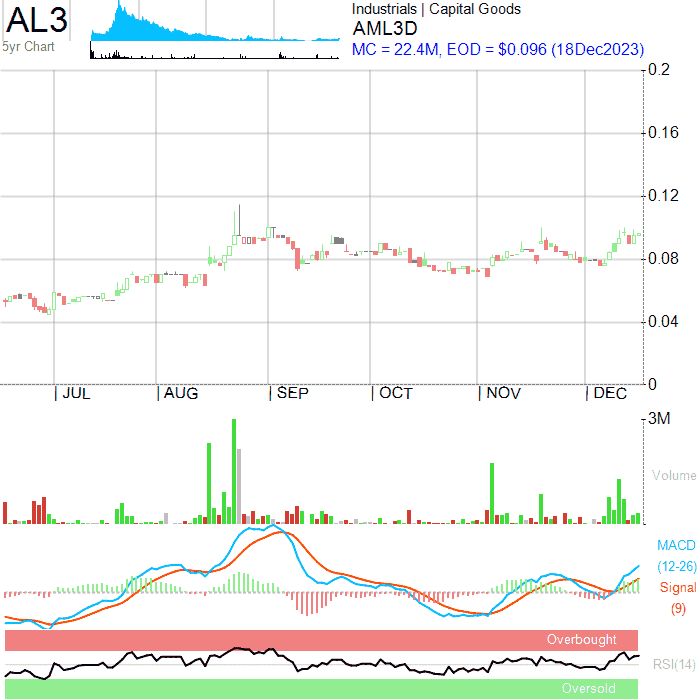 AL3
5yr Chart
Industrials | Capital Goods
AML3D
MC = 22.4M, EOD = $0.096 (18Dec2023)
0.2
0.16
0.12
0.08
0.04
0
| JUL | AUG | SEP | OCT | NOV | DEC
3M
Volume
MACD
(12-26)
Signal
(9)
Overbought
RSI(14)
Oversold